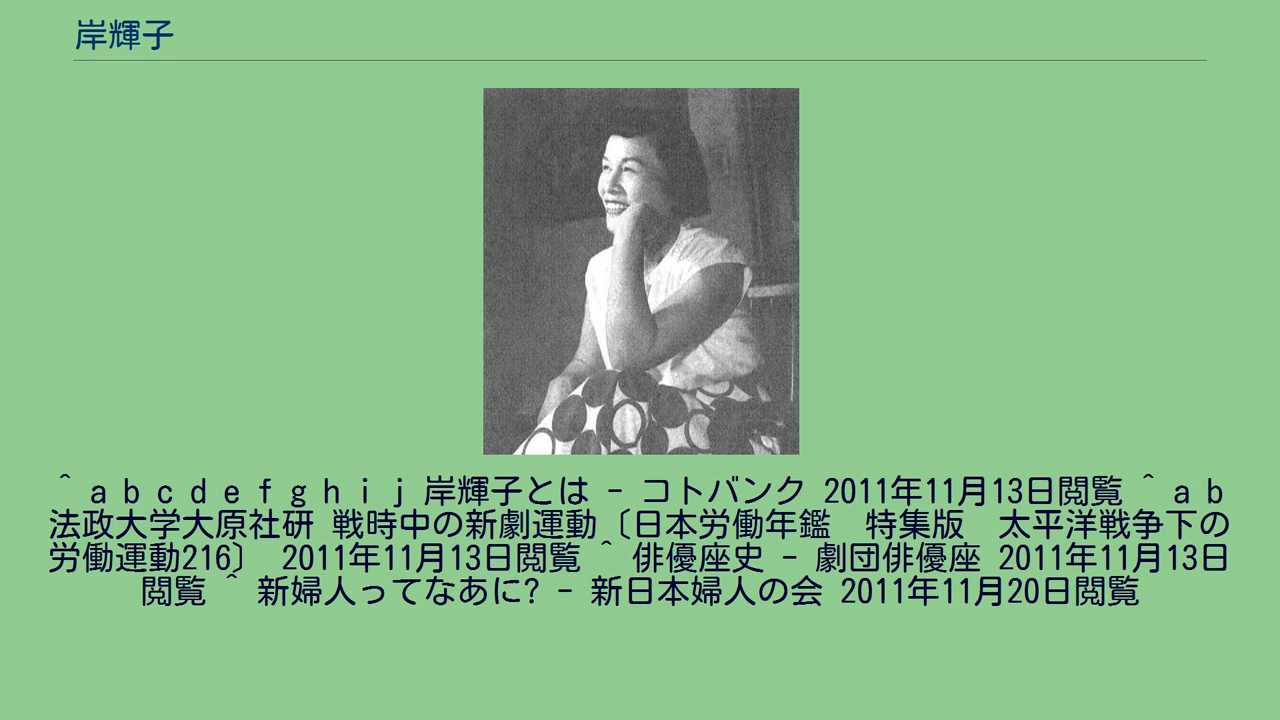 岸輝子
^ a b c d e f g h i j 岸輝子とは - コトバンク 2011年11月13日閲覧 ^ a b
法政大学大原社研 戦時中の新劇運動〔日本労働年鑑　特集版　太平洋戦争下の
労働運動216〕 2011年11月13日閲覧 ^ 俳優座史 - 劇団俳優座 2011年11月13日
閲覧 ^ 新婦人ってなあに? - 新日本婦人の会 2011年11月20日閲覧